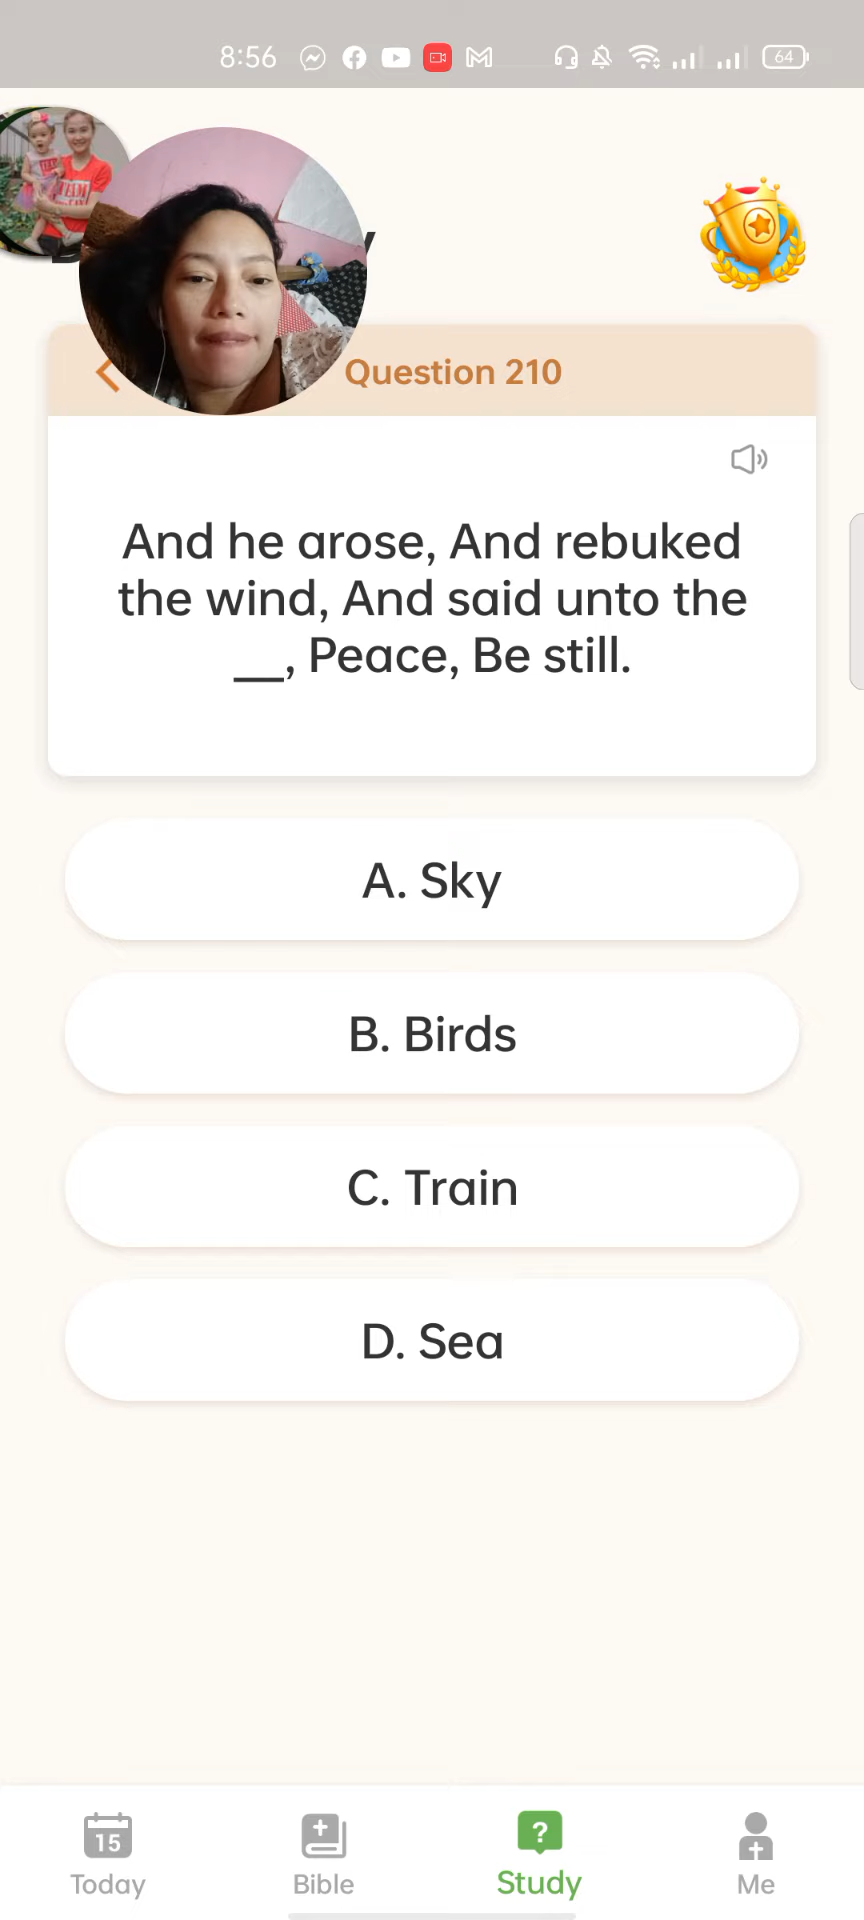 8:56
64
Question 210
And he arose, And rebuked
the wind, And said unto the
__, Peace, Be still.
A. Sky
B. Birds
C. Train
D. Sea
15
Today
Bible
?
Study
Me